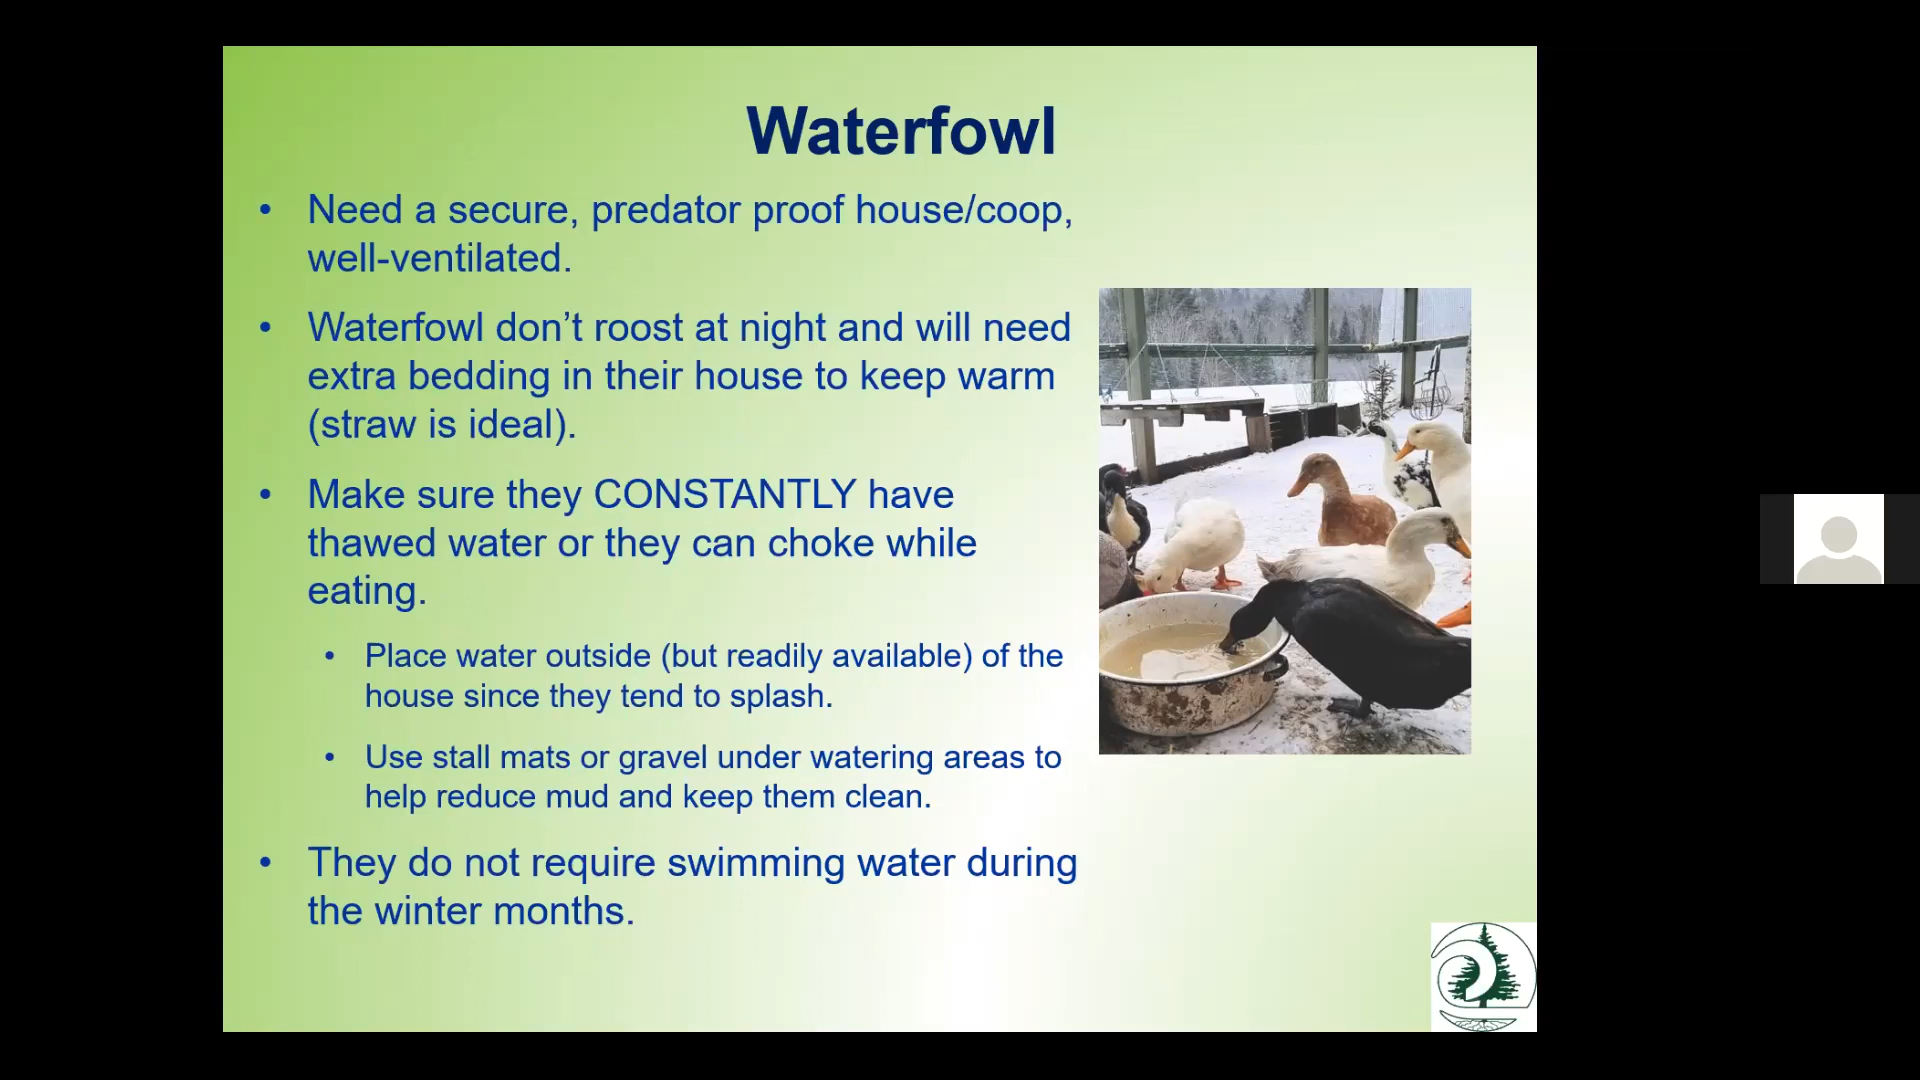 Waterfowl
• Need a secure, predator proof house/coop,
well-ventilated.
• Waterfowl don’t roost at night and will need
extra bedding in their house to keep warm
(straw is ideal).
• Make sure they CONSTANTLY have
thawed water or they can choke while
eating.
• Place water outside (but readily available) of the
house since they tend to splash.
• Use stall mats or gravel under watering areas to
help reduce mud and keep them clean.
• They do not require swimming water during
the winter months.